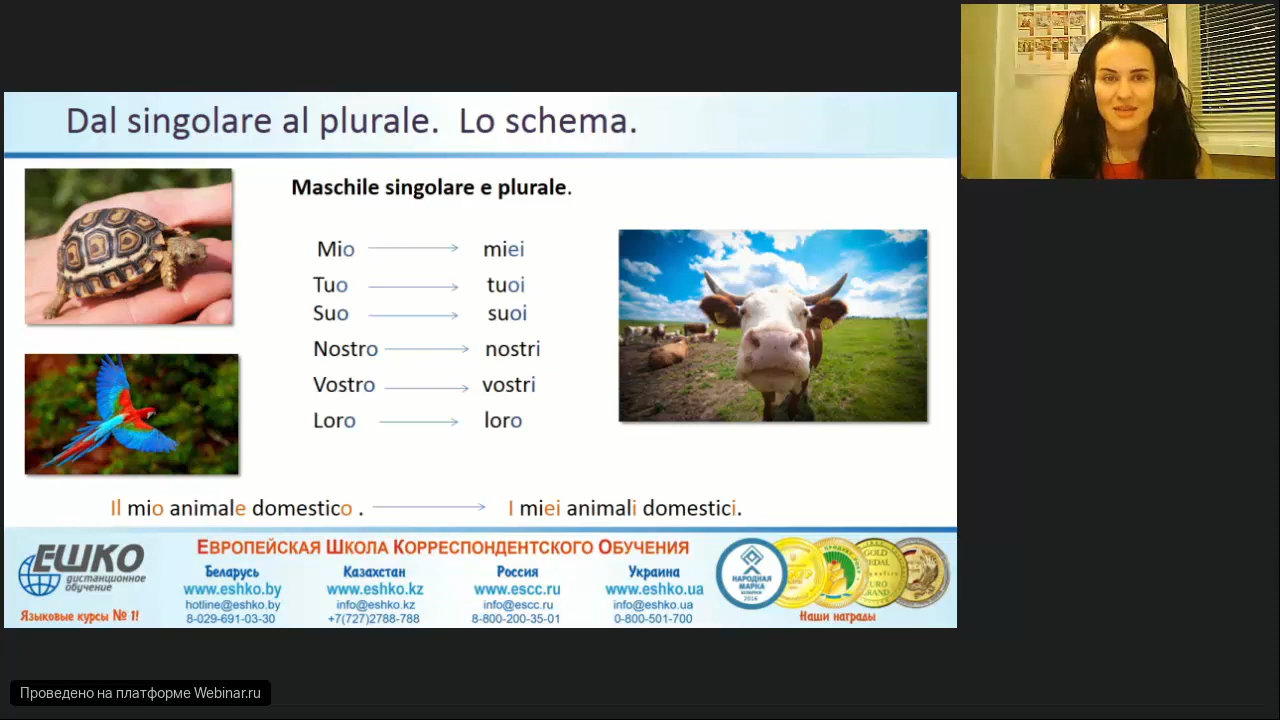 Dal singolare al plurale. Lo schema.
Maschile singolare e plurale.
Mio miei
Tuo tuoi
Suo suoi
Nostro nostri
Vostro vostri
Loro loro
Il mio animale domestico . I miei animali domestici.
ЕШКО
дистанционное
обучение
Языковые курсы № 1!
Европейская Школа Корреспондентского Обучения
Беларусь
www.eshko.by
hotline@eshko.by
8-029-691-03-30
Казахстан
www.eshko.kz
info@eshko.kz
+7(727)2788-788
Россия
www.escc.ru
info@escc.ru
8-800-200-35-01
Украина
www.eshko.ua
info@eshko.ua
0-800-501-700
НАРОДНАЯ
МАРКА
2016
GOLD
MEDAL
Наши награды
Проведено на платформе Webinar.ru